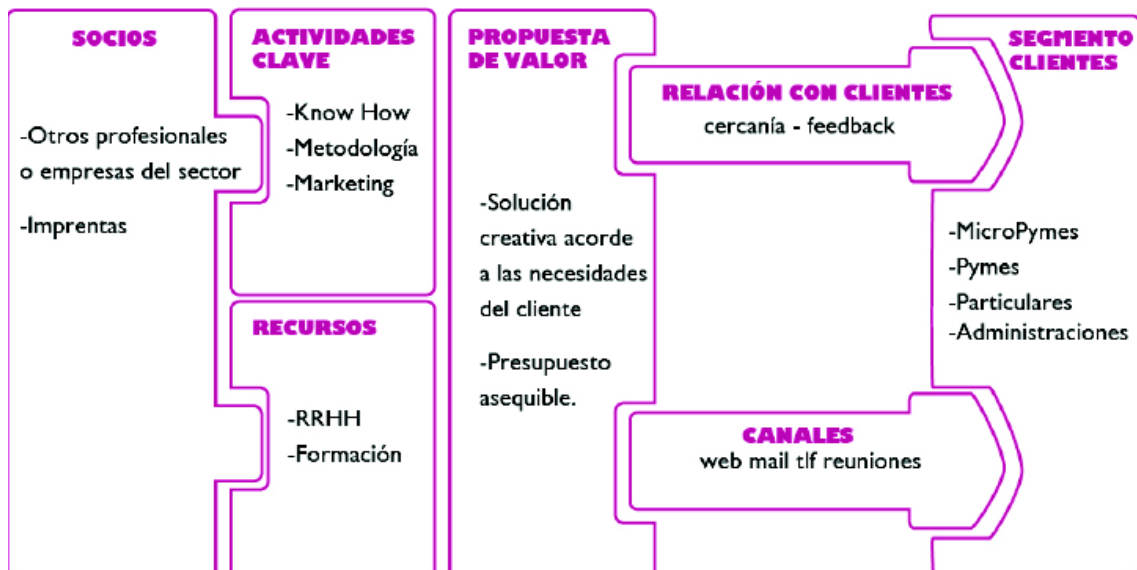 SOCIOS
-Otros profesionales
o empresas del sector
-Imprentas
ACTIVIDADES
CLAVE
-Know How
-Metodología
-Marketing
RECURSOS
-RRHH
-Formación
PROPUESTA
DE VALOR
-Solución
creativa acorde
a las necesidades
del cliente
-Presupuesto
asequible.
RELACIÓN CON CLIENTES
cercanía - feedback
CANALES
web mail tlf reuniones
SEGMENTO
CLIENTES
-MicroPymes
-Pymes
-Particulares
-Administraciones